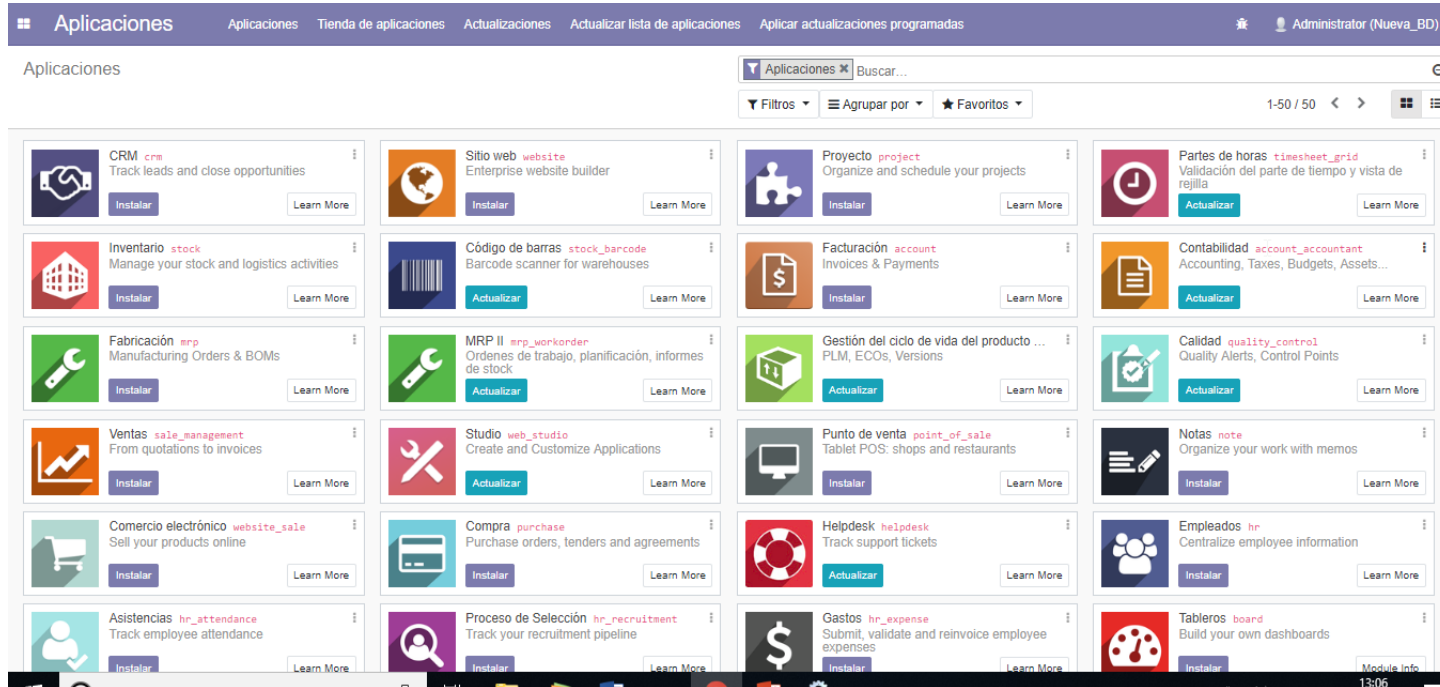 Aplicaciones Aplicaciones Tienda de aplicaciones Actualizaciones Actualizar lista de aplicaciones Aplicar actualizaciones programadas Administrator (Nueva_BD)
Aplicaciones
Aplicaciones Buscar...
Filtros Agrupar por Favoritos 1-50 / 50
CRM crm
Track leads and close opportunities
Instalar Learn More
Sitio web website
Enterprise website builder
Instalar Learn More
Proyecto project
Organize and schedule your projects
Instalar Learn More
Partes de horas timesheet_grid
Validación del parte de tiempo y vista de
rejilla
Actualizar Learn More
Inventario stock
Manage your stock and logistics activities
Instalar Learn More
Código de barras stock_barcode
Barcode scanner for warehouses
Actualizar Learn More
Facturación account
Invoices & Payments
Instalar Learn More
Contabilidad account_accountant
Accounting, Taxes, Budgets, Assets...
Actualizar Learn More
Fabricación mrp
Manufacturing Orders & BOMs
Instalar Learn More
MRP II mrp_workorder
Ordenes de trabajo, planificación, informes
de stock
Actualizar Learn More
Gestión del ciclo de vida del producto ...
PLM, ECOs, Versions
Actualizar Learn More
Calidad quality_control
Quality Alerts, Control Points
Actualizar Learn More
Ventas sale_management
From quotations to invoices
Instalar Learn More
Studio web_studio
Create and Customize Applications
Actualizar Learn More
Punto de venta point_of_sale
Tablet POS: shops and restaurants
Instalar Learn More
Notas note
Organize your work with memos
Instalar Learn More
Comercio electrónico website_sale
Sell your products online
Instalar Learn More
Compra purchase
Purchase orders, tenders and agreements
Instalar Learn More
Helpdesk helpdesk
Track support tickets
Actualizar Learn More
Empleados hr
Centralize employee information
Instalar Learn More
Asistencias hr_attendance
Track employee attendance
Instalar Learn More
Proceso de Selección hr_recruitment
Track your recruitment pipeline
Instalar Learn More
Gastos hr_expense
Submit, validate and reinvoice employee
expenses
Instalar Learn More
Tableros board
Build your own dashboards
Instalar Module Info
13:06